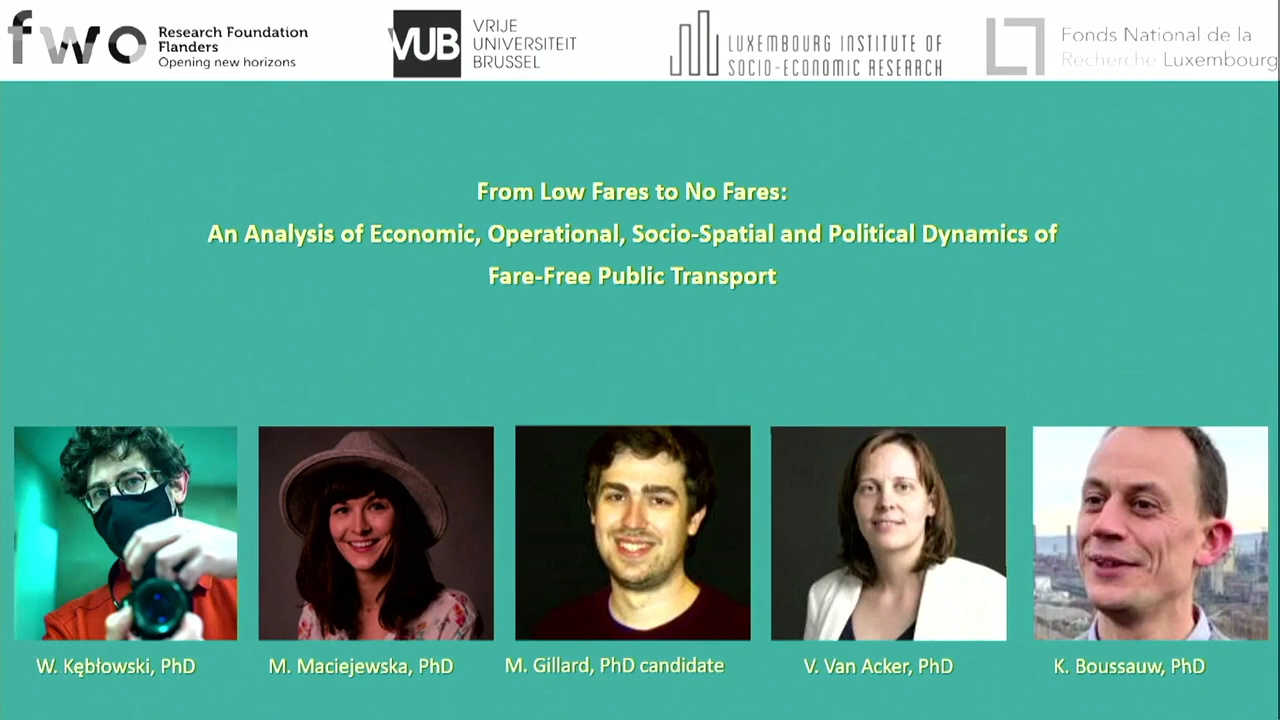 fwo
Research Foundation
Flanders
Opening new horizons
VUB
VRIJE
UNIVERSITEIT
BRUSSEL
LUXEMBOURG INSTITUTE OF
SOCIO-ECONOMIC RESEARCH
Fonds National de la
Recherche Luxembourg
From Low Fares to No Fares:
An Analysis of Economic, Operational, Socio-Spatial and Political Dynamics of
Fare-Free Public Transport
W. Kębłowski, PhD
M. Maciejewska, PhD
M. Gillard, PhD candidate
V. Van Acker, PhD
K. Boussauw, PhD